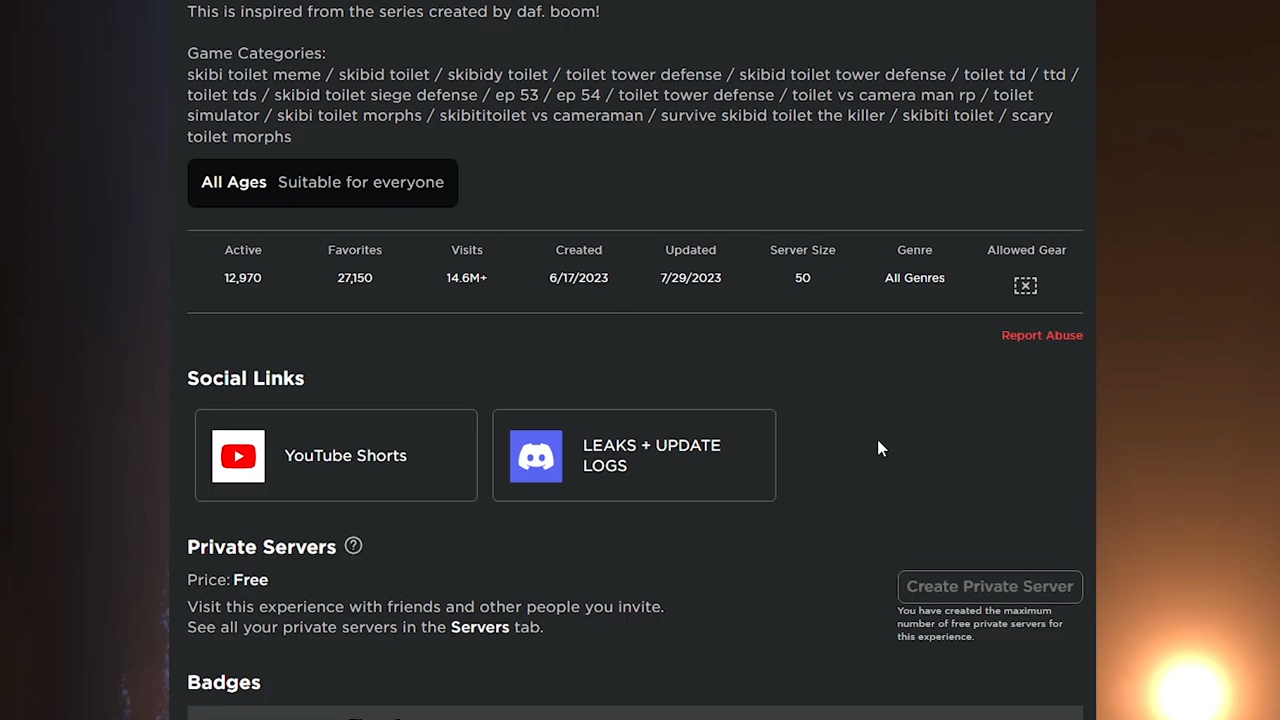 This is inspired from the series created by daf. boom!
Game Categories:
skibi toilet meme / skibid toilet / skibidy toilet / toilet tower defense / skibid toilet tower defense / toilet td / ttd /
toilet tds / skibid toilet siege defense / ep 53 / ep 54 / toilet tower defense / toilet vs camera man rp / toilet
simulator / skibi toilet morphs / skibititoilet vs cameraman / survive skibid toilet the killer / skibiti toilet / scary
toilet morphs
All Ages Suitable for everyone
Active Favorites Visits Created Updated Server Size Genre Allowed Gear
12,970 27,150 14.6M+ 6/17/2023 7/29/2023 50 All Genres
Report Abuse
Social Links
YouTube Shorts
LEAKS + UPDATE
LOGS
Private Servers
Price: Free
Visit this experience with friends and other people you invite.
See all your private servers in the Servers tab.
Create Private Server
You have created the maximum
number of free private servers for
this experience.
Badges